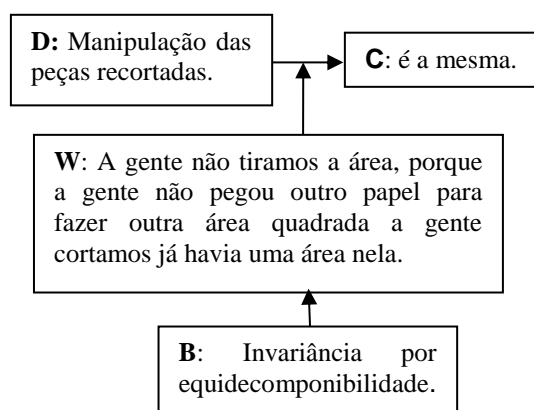 D: Manipulação das
peças recortadas.
C: é a mesma.
W: A gente não tiramos a área, porque
a gente não pegou outro papel para
fazer outra área quadrada a gente
cortamos já havia uma área nela.
B: Invariância por
equidecomponibilidade.